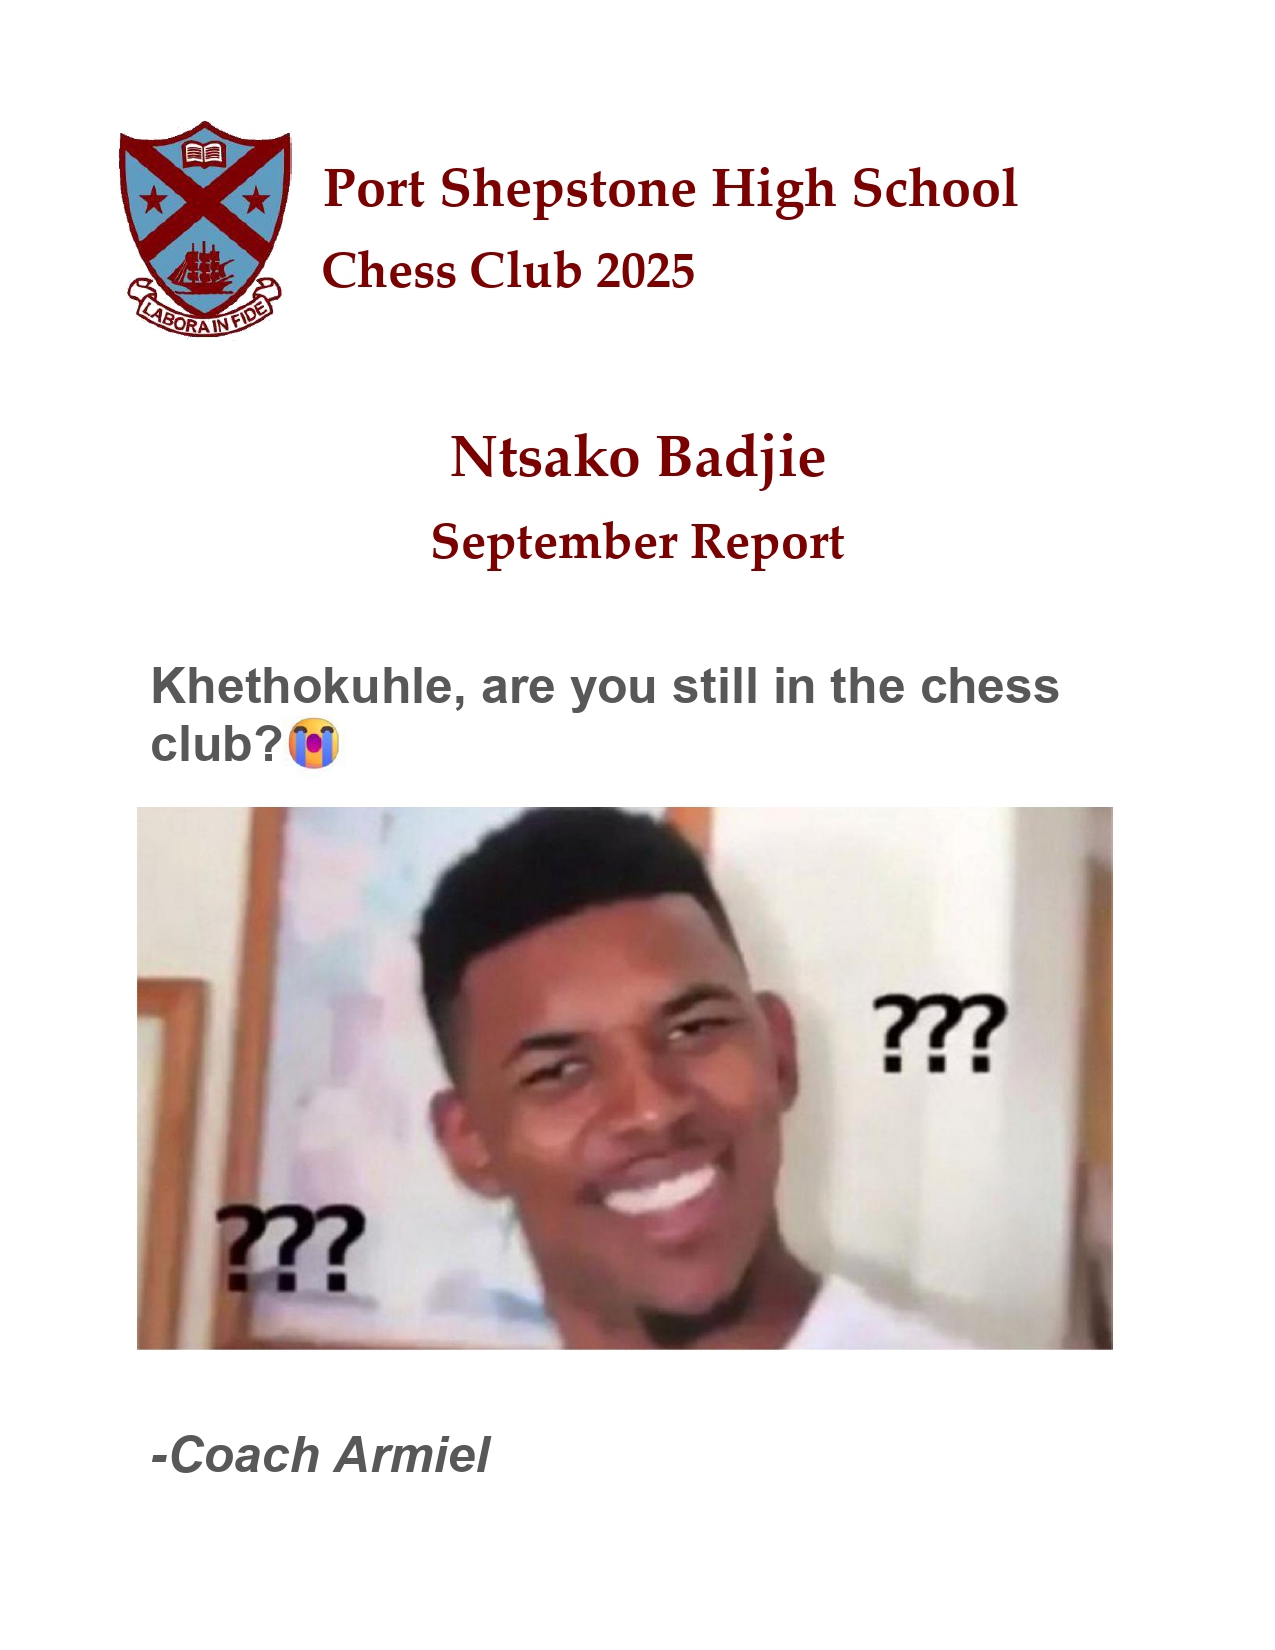 Port Shepstone High School
Chess Club 2025
LABORA IN FIDE
Ntsako Badjie
September Report
Khethokuhle, are you still in the chess
club?😭
???
???
-Coach Armiel